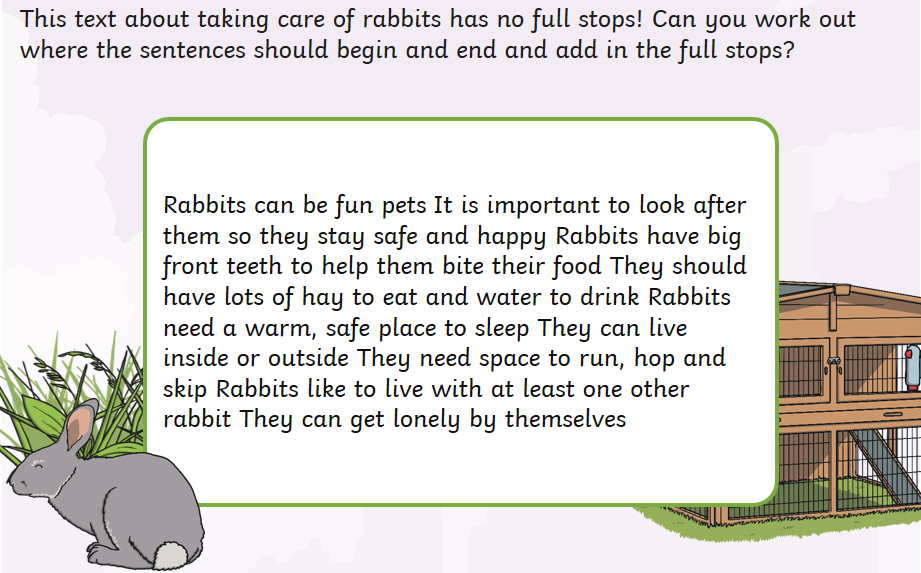 This text about taking care of rabbits has no full stops! Can you work out
where the sentences should begin and end and add in the full stops?
Rabbits can be fun pets It is important to look after
them so they stay safe and happy Rabbits have big
front teeth to help them bite their food They should
have lots of hay to eat and water to drink Rabbits
need a warm, safe place to sleep They can live
inside or outside They need space to run, hop and
skip Rabbits like to live with at least one other
rabbit They can get lonely by themselves